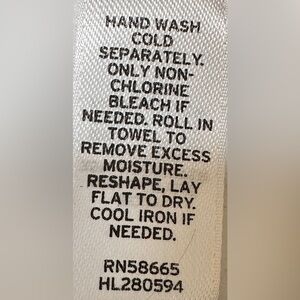 HAND WASH
COLD
SEPARATELY.
ONLY NON-
CHLORINE
BLEACH IF
NEEDED. ROLL IN
TOWEL TO
REMOVE EXCESS
MOISTURE.
RESHAPE, LAY
FLAT TO DRY.
COOL IRON IF
NEEDED.
RN58665
HL280594